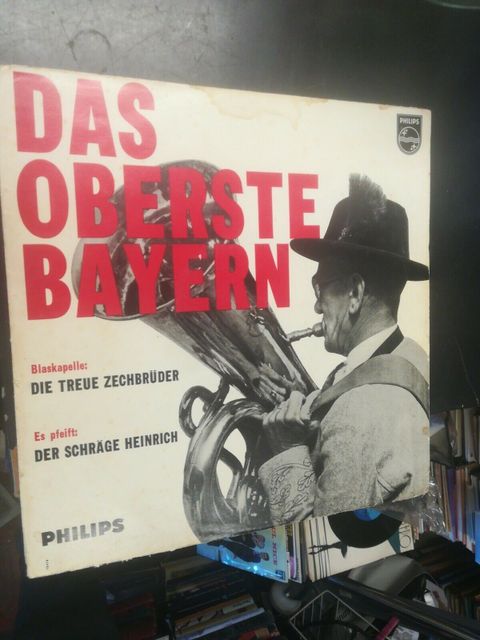 DAS
OBERSTE
BAYERN
PHILIPS
Blaskapelle:
DIE TREUE ZECHBRÜDER
Es pfeift:
DER SCHRÄGE HEINRICH
PHILIPS